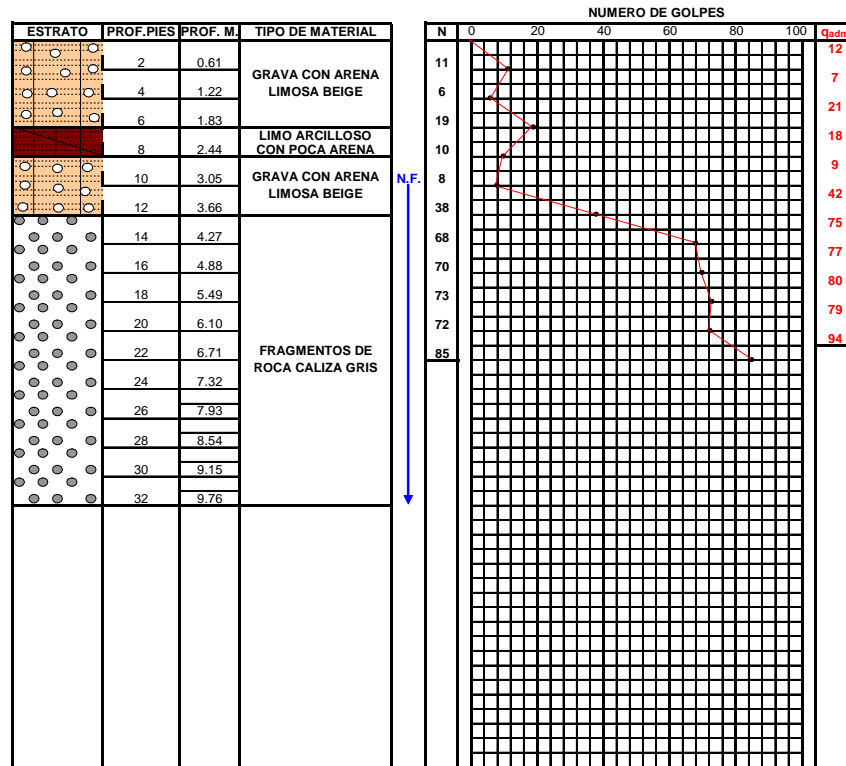 NUMERO DE GOLPES
ESTRATO PROF.PIES PROF. M. TIPO DE MATERIAL N 0 20 40 60 80 100 qadm
12
2 0.61 11
GRAVA CON ARENA 7
LIMOSA BEIGE
4 1.22 6
21
6 1.83 19
LIMO ARCILLOSO 18
CON POCA ARENA
8 2.44 10
9
10 3.05 GRAVA CON ARENA N.F. 8
LIMOSA BEIGE 42
12 3.66 38
75
14 4.27 68
77
16 4.88 70
80
18 5.49 73
79
20 6.10 72
94
22 6.71 FRAGMENTOS DE 85
ROCA CALIZA GRIS
24 7.32
26 7.93
28 8.54
30 9.15
32 9.76